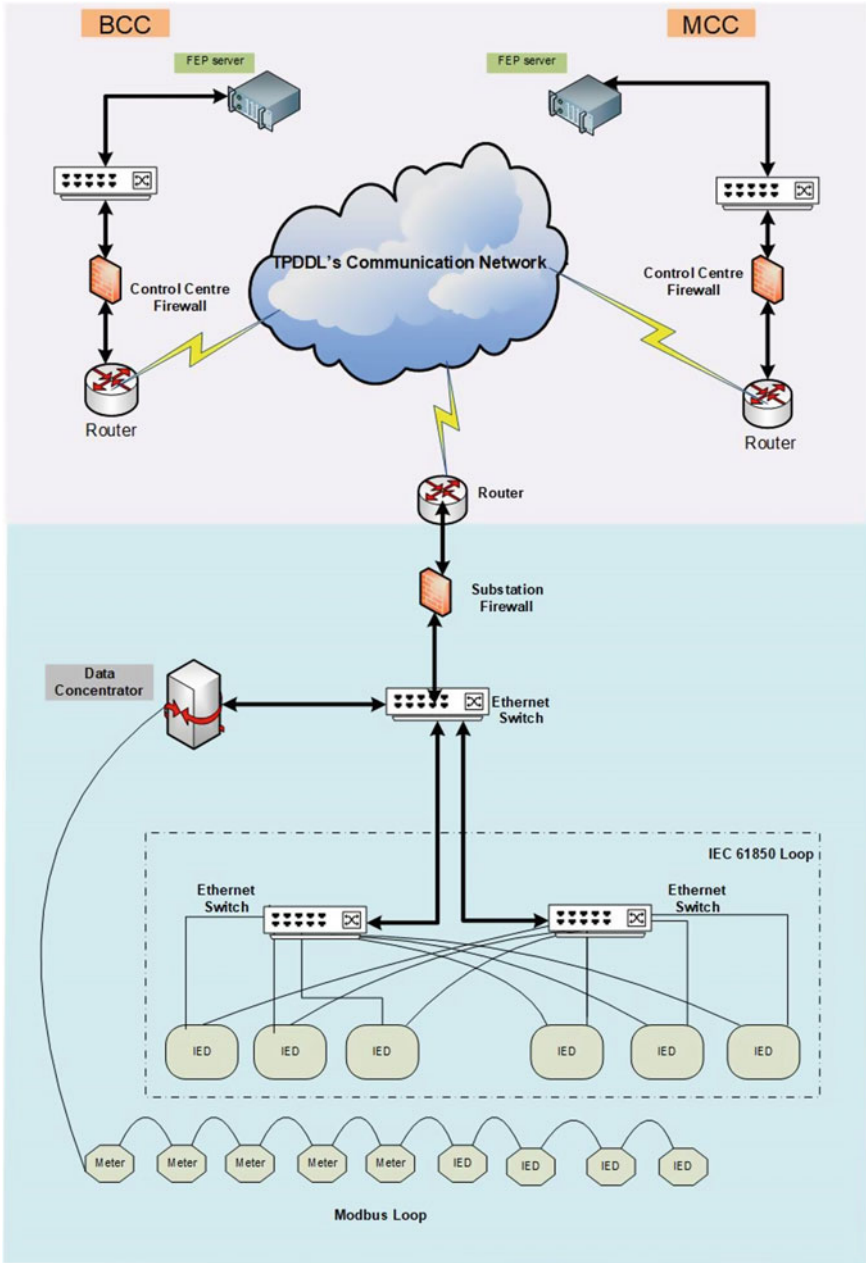 BCC
MCC
FEP server
FEP server
TPDDL's Communication Network
Control Centre
Firewall
Control Centre
Firewall
Router
Router
Router
Substation
Firewall
Data
Concentrator
Ethernet
Switch
IEC 61850 Loop
Ethernet
Switch
Ethernet
Switch
IED
IED
IED
IED
IED
IED
Meter
Meter
Meter
Meter
Meter
IED
IED
IED
IED
Modbus Loop